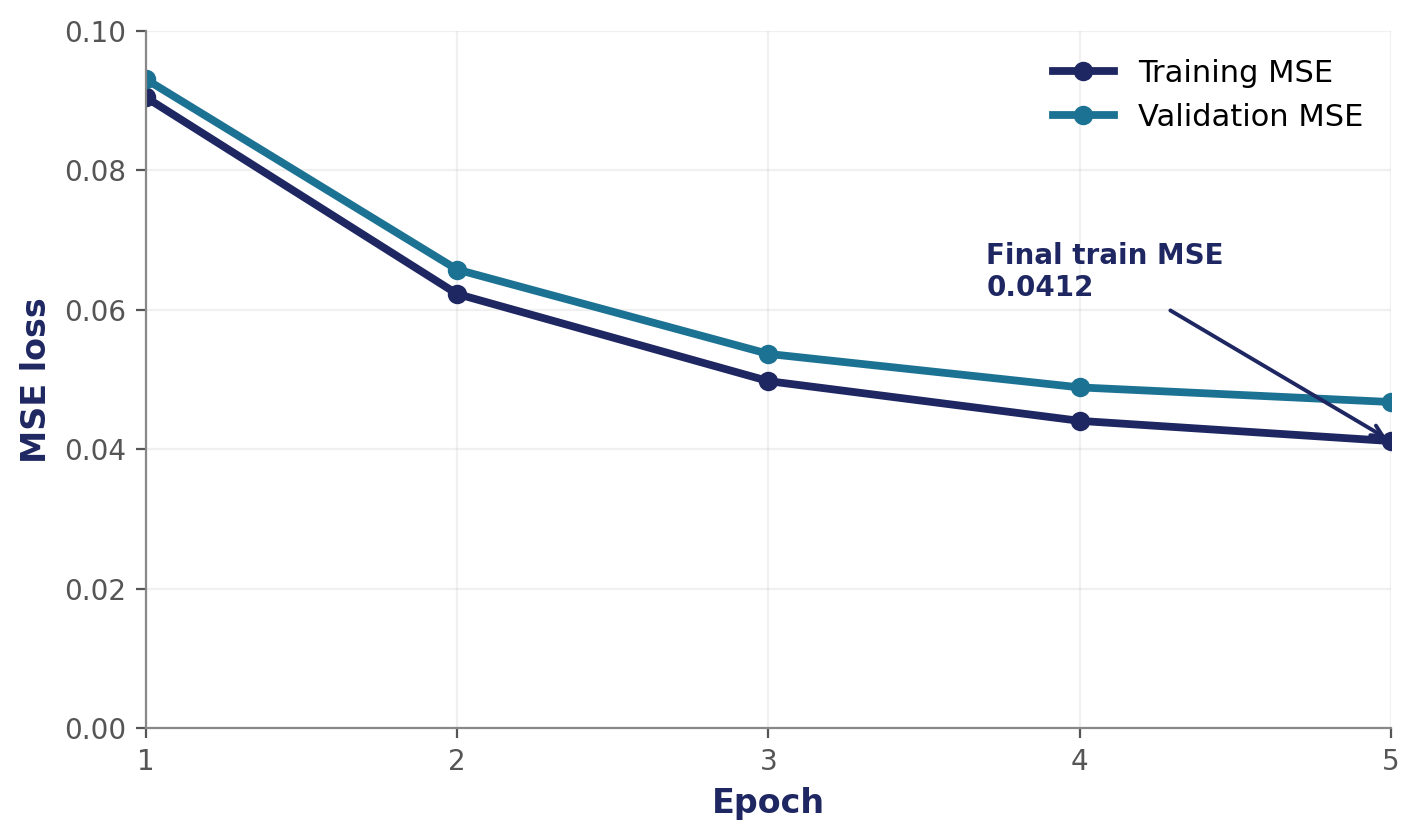 0.10
0.08
0.06
0.04
0.02
0.00
MSE loss
Training MSE
Validation MSE
Final train MSE
0.0412
1 2 3 4 5
Epoch